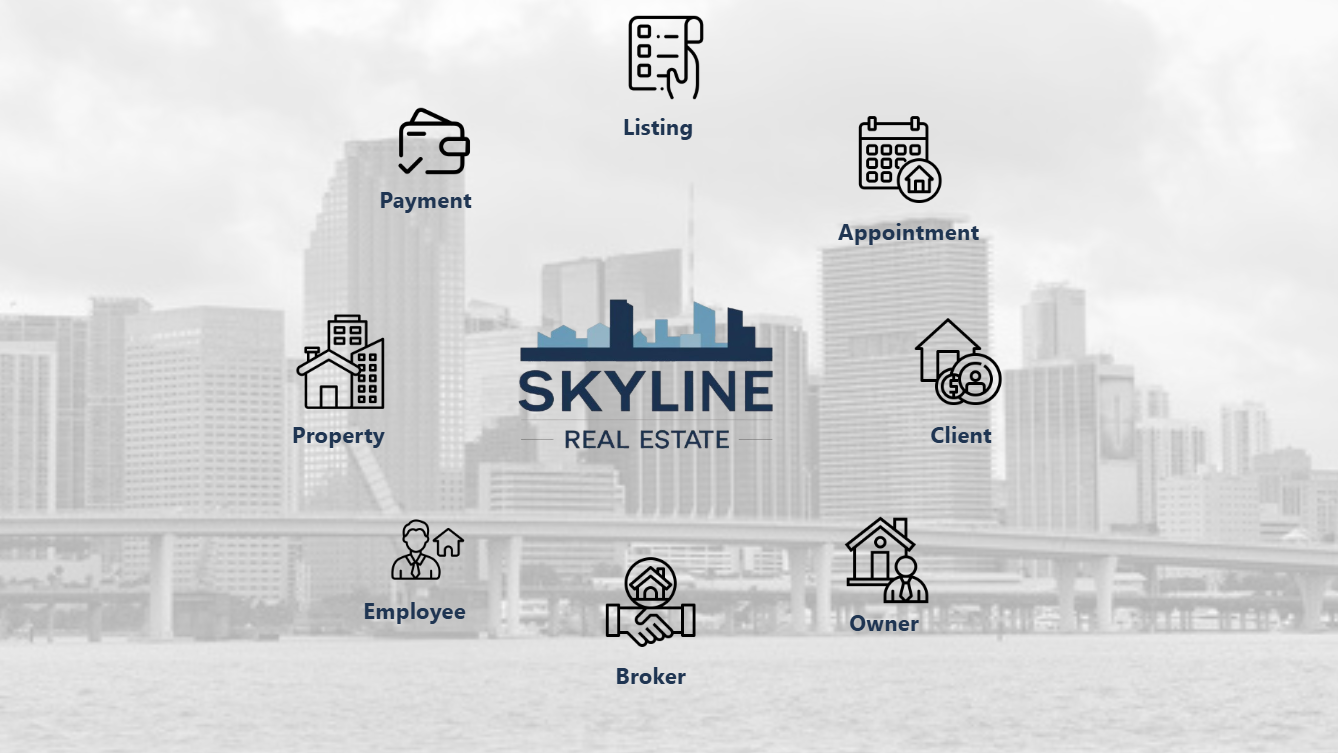 Listing
Payment
Appointment
SKYLINE
REAL ESTATE
Property
Client
Employee
Owner
Broker